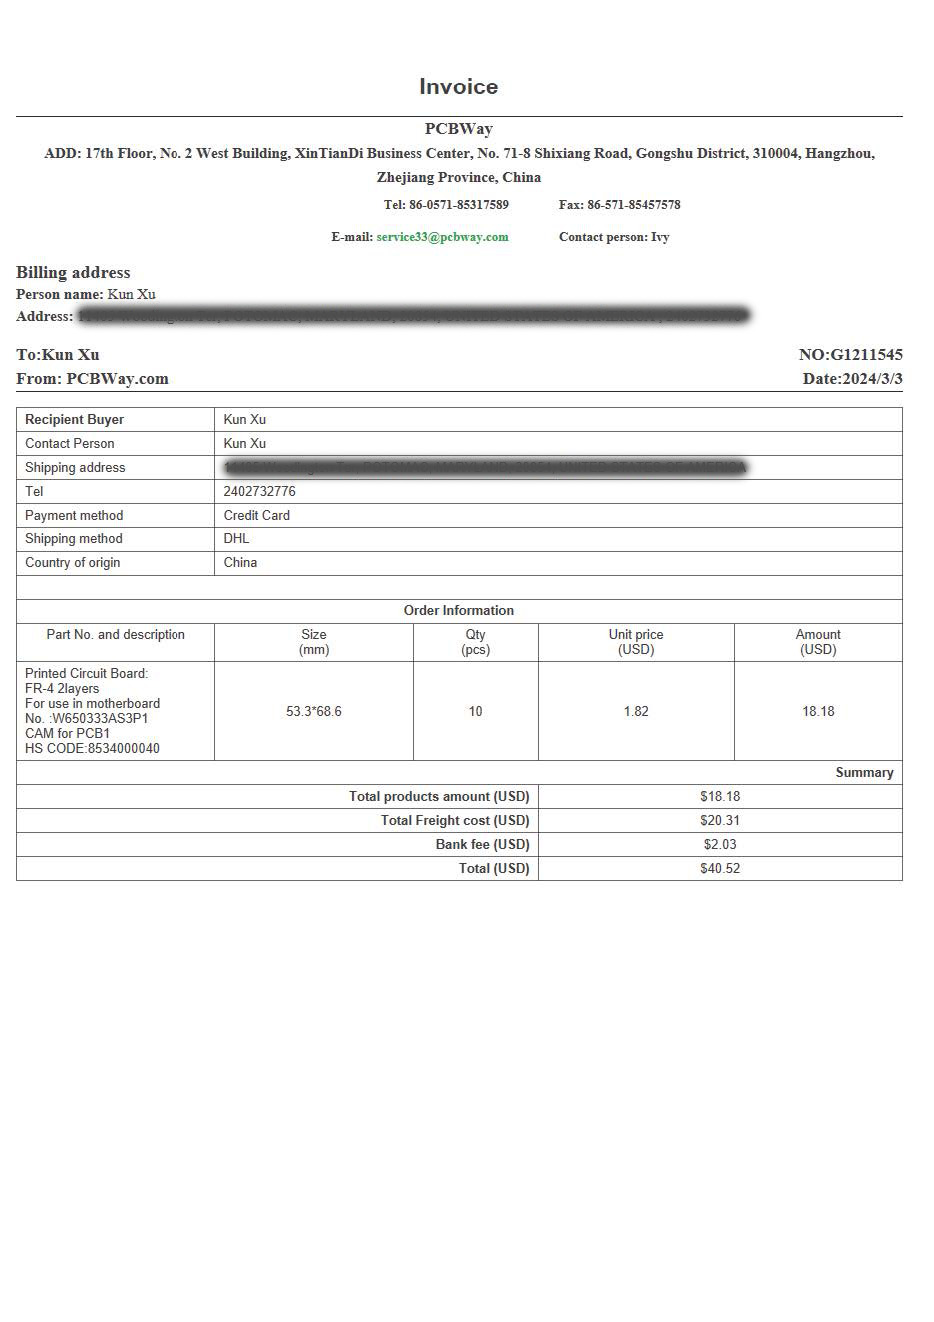 Invoice
PCBWay
ADD: 17th Floor, No. 2 West Building, XinTianDi Business Center, No. 71-8 Shixiang Road, Gongshu District, 310004, Hangzhou,
Zhejiang Province, China
Tel: 86-0571-85317589 Fax: 86-571-85457578
E-mail: service33@pcbway.com Contact person: Ivy
Billing address
Person name: Kun Xu
Address:
To:Kun Xu NO:G1211545
From: PCBWay.com Date:2024/3/3
Recipient Buyer Kun Xu
Contact Person Kun Xu
Shipping address
Tel 2402732776
Payment method Credit Card
Shipping method DHL
Country of origin China
Order Information
Part No. and description Size Qty Unit price Amount
(mm) (pcs) (USD) (USD)
Printed Circuit Board:
FR-4 2layers
For use in motherboard
No. :W650333AS3P1 53.3*68.6 10 1.82 18.18
CAM for PCB1
HS CODE:8534000040
Summary
Total products amount (USD) $18.18
Total Freight cost (USD) $20.31
Bank fee (USD) $2.03
Total (USD) $40.52